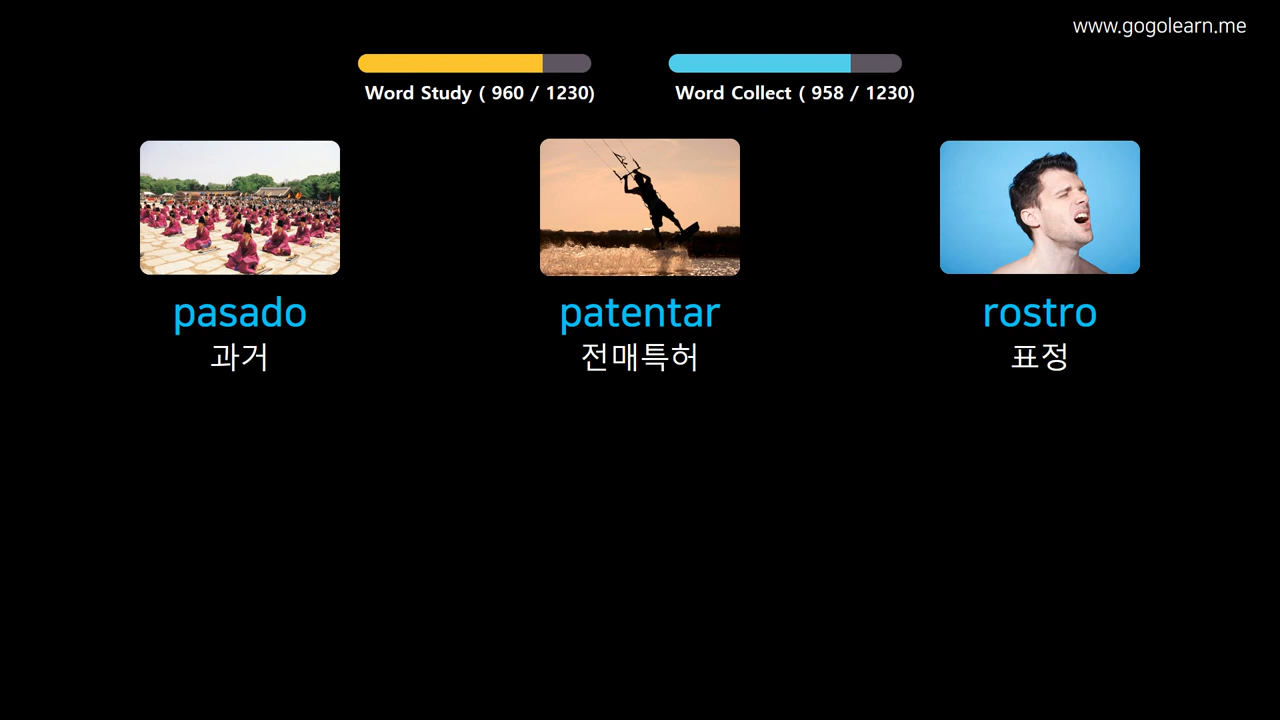 www.gogolearn.me
Word Study ( 960 / 1230)
Word Collect ( 958 / 1230)
pasado
과거
patentar
전매특허
rostro
표정